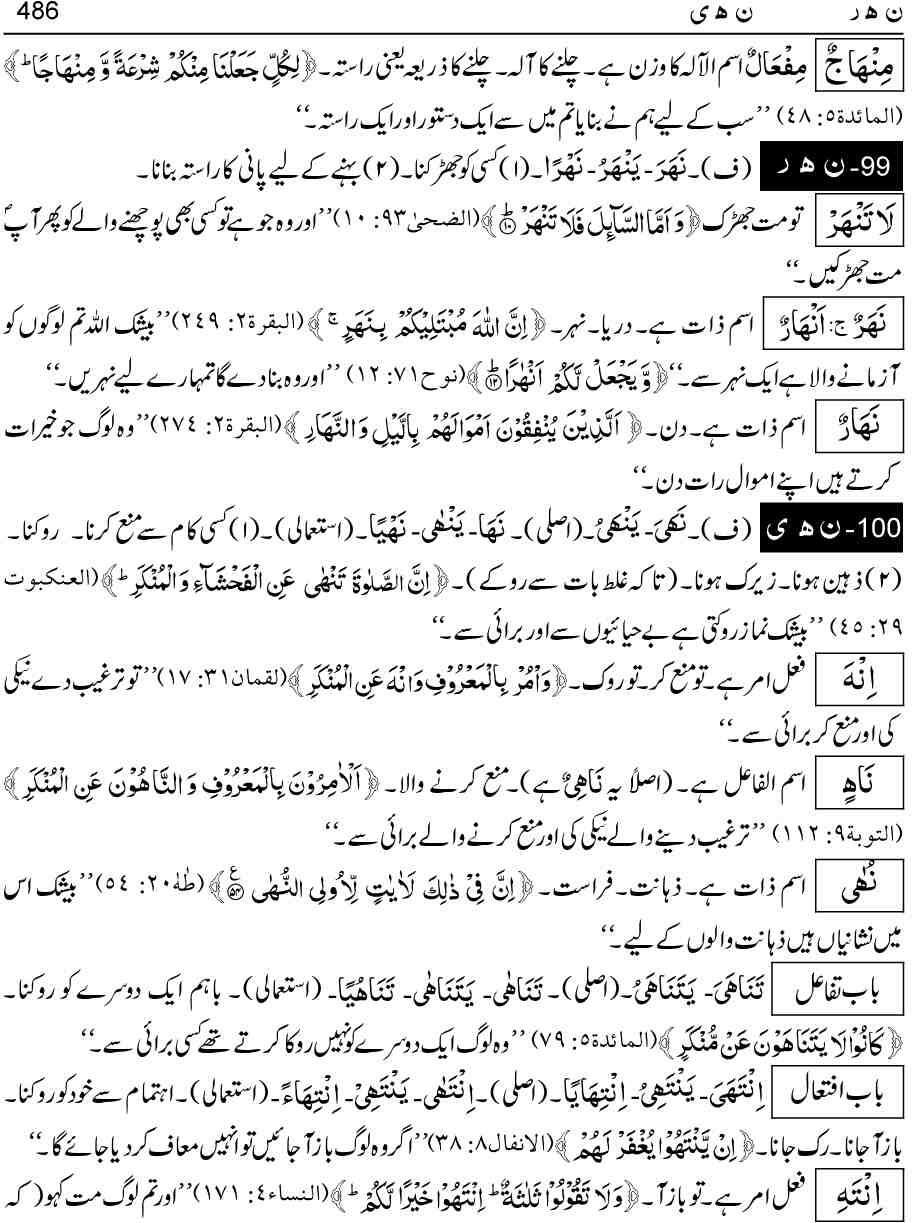 ن ھ ر ن ھ ی 486
مِنْهَاجٌ مِفْعَالٌ اسم الآلہ کا وزن ہے۔ چلنے کا آلہ۔ چلنے کا ذریعہ یعنی راستہ۔ ﴿لِكُلٍّ جَعَلْنَا مِنْكُمْ شِرْعَةً وَّ مِنْهَاجًا ؕ﴾
(المائدة۵: ۴۸) ’’سب کے لیے ہم نے بنایا تم میں سے ایک دستور اور ایک راستہ۔‘‘
99- ن ھ ر (ف)۔ نَهَرَ- يَنْهَرُ- نَهْرًا۔ (۱) کسی کو جھڑکنا۔ (۲) بہنے کے لیے پانی کا راستہ بنانا۔
لَا تَنْهَرْ تو مت جھڑک ﴿وَ اَمَّا السَّآىِٕلَ فَلَا تَنْهَرْ ؕ۱۰﴾ (الضحیٰ۹۳: ۱۰) ’’اور وہ جو ہے تو کسی بھی پوچھنے والے کو پھر آپؐ
مت جھڑکیں۔‘‘
نَهَرٌ ج: اَنْهَارٌ اسم ذات ہے۔ دریا۔ نہر۔ ﴿اِنَّ اللّٰهَ مُبْتَلِيْكُمْ بِنَهَرٍ ۚ﴾ (البقرة۲: ۲۴۹) ’’بیشک اللہ تم لوگوں کو
آزمانے والا ہے ایک نہر سے۔‘‘ ﴿وَّ يَجْعَلْ لَّكُمْ اَنْهٰرًا ؕ۱۲﴾ (نوح۷۱: ۱۲) ’’اور وہ بنا دے گا تمہارے لیے نہریں۔‘‘
نَهَارٌ اسم ذات ہے۔ دن۔ ﴿اَلَّذِيْنَ يُنْفِقُوْنَ اَمْوَالَهُمْ بِالَّيْلِ وَ النَّهَارِ﴾ (البقرة۲: ۲۷۴) ’’وہ لوگ جو خیرات
کرتے ہیں اپنے اموال رات دن۔‘‘
100- ن ھ ی (ف)۔ نَهَىَ- يَنْهَىُ۔ (اصلی)۔ نَهَا- يَنْهٰى- نَهْيًا۔ (استعمالی)۔ (۱) کسی کام سے منع کرنا۔ روکنا۔
(۲) ذہین ہونا۔ زیرک ہونا۔ (تاکہ غلط بات سے روکے)۔ ﴿اِنَّ الصَّلٰوةَ تَنْهٰى عَنِ الْفَحْشَآءِ وَ الْمُنْكَرِ ؕ﴾ (العنكبوت
۲۹: ۴۵) ’’بیشک نماز روکتی ہے بے حیائیوں سے اور برائی سے۔‘‘
اِنْهَ فعل امر ہے۔ تو منع کر۔ تو روک۔ ﴿وَ اْمُرْ بِالْمَعْرُوْفِ وَ انْهَ عَنِ الْمُنْكَرِ﴾ (لقمان۳۱: ۱۷) ’’تو ترغیب دے نیکی
کی اور منع کر برائی سے۔‘‘
نَاهٍ اسم الفاعل ہے۔ (اصلاً یہ نَاهِيٌ ہے)۔ منع کرنے والا۔ ﴿اَلْاٰمِرُوْنَ بِالْمَعْرُوْفِ وَ النَّاهُوْنَ عَنِ الْمُنْكَرِ﴾
(التوبة۹: ۱۱۲) ’’ترغیب دینے والے نیکی کی اور منع کرنے والے برائی سے۔‘‘
نُهٰى اسم ذات ہے۔ ذہانت۔ فراست۔ ﴿اِنَّ فِيْ ذٰلِكَ لَاٰيٰتٍ لِّاُولِي النُّهٰى ۠۵۴﴾ (طٰهٰ۲۰: ۵۴) ’’بیشک اس
میں نشانیاں ہیں ذہانت والوں کے لیے۔‘‘
باب تفاعل تَنَاهَىَ- يَتَنَاهَىُ۔ (اصلی)۔ تَنَاهٰى- يَتَنَاهٰى- تَنَاهُيًا۔ (استعمالی)۔ باہم ایک دوسرے کو روکنا۔
﴿كَانُوْا لَا يَتَنَاهَوْنَ عَنْ مُّنْكَرٍ﴾ (المائدة۵: ۷۹) ’’وہ لوگ ایک دوسرے کو نہیں روکا کرتے تھے کسی برائی سے۔‘‘
باب افتعال اِنْتَهَىَ- يَنْتَهِىُ- اِنْتِهَايًا۔ (اصلی)۔ اِنْتَهٰى- يَنْتَهِىْ- اِنْتِهَاءً۔ (استعمالی)۔ اہتمام سے خود کو روکنا۔
باز آ جانا۔ رک جانا۔ ﴿اِنْ يَّنْتَهُوْا يُغْفَرْ لَهُمْ﴾ (الانفال۸: ۳۸) ’’اگر وہ لوگ باز آ جائیں تو انہیں معاف کر دیا جائے گا۔‘‘
اِنْتَهِ فعل امر ہے۔ تو باز آ۔ ﴿وَ لَا تَقُوْلُوْا ثَلٰثَةٌ ؕ اِنْتَهُوْا خَيْرًا لَّكُمْ ؕ﴾ (النساء۴: ۱۷۱) ’’اور تم لوگ مت کہو (کہ